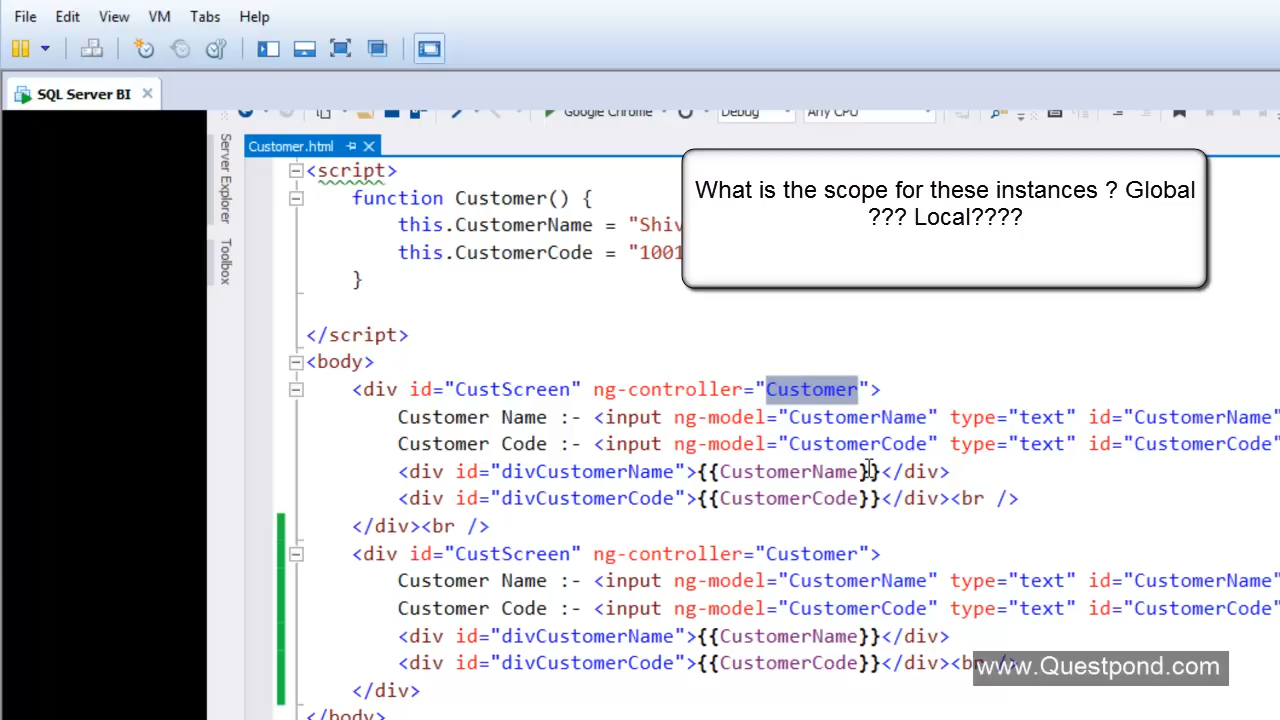 File Edit View VM Tabs Help
SQL Server BI
Google Chrome Debug Any CPU
Server Explorer
Toolbox
Customer.html
What is the scope for these instances ? Global
??? Local????
<script>
function Customer() {
this.CustomerName = "Shiv
this.CustomerCode = "1001
}
</script>
<body>
<div id="CustScreen" ng-controller="Customer">
Customer Name :- <input ng-model="CustomerName" type="text" id="CustomerName"
Customer Code :- <input ng-model="CustomerCode" type="text" id="CustomerCode"
<div id="divCustomerName">{{CustomerName}}</div>
<div id="divCustomerCode">{{CustomerCode}}</div><br />
</div><br />
<div id="CustScreen" ng-controller="Customer">
Customer Name :- <input ng-model="CustomerName" type="text" id="CustomerName"
Customer Code :- <input ng-model="CustomerCode" type="text" id="CustomerCode"
<div id="divCustomerName">{{CustomerName}}</div>
<div id="divCustomerCode">{{CustomerCode}}</div><br />
</div>
</body>
www.Questpond.com